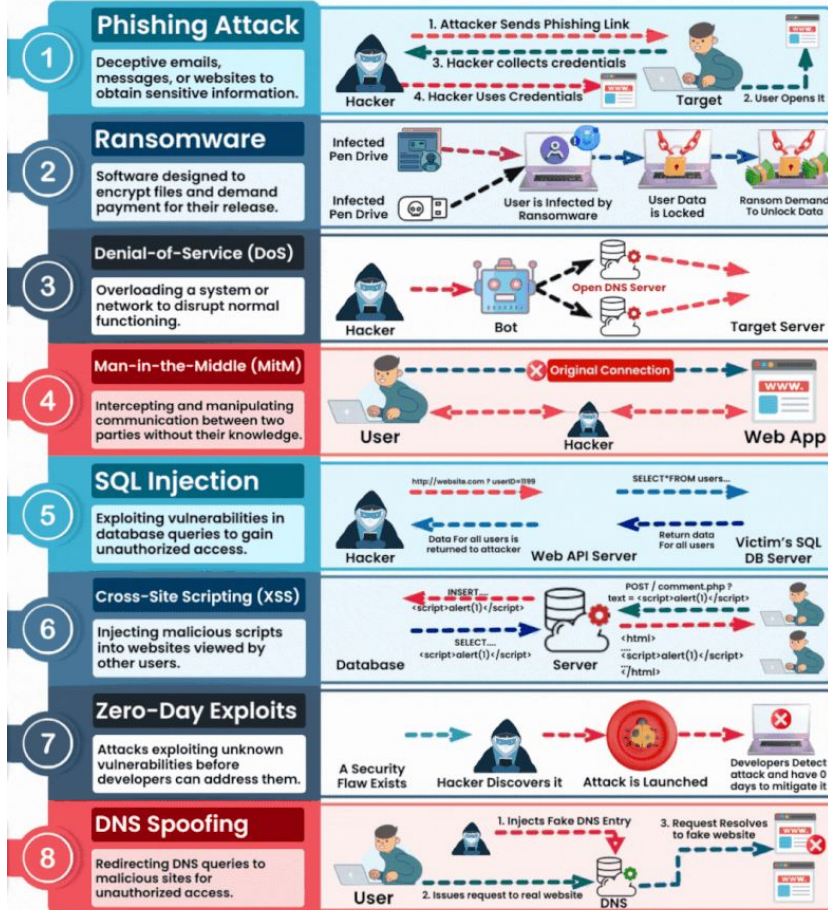 1
Phishing Attack
Deceptive emails,
messages, or websites to
obtain sensitive information.
Hacker
1. Attacker Sends Phishing Link
3. Hacker collects credentials
4. Hacker Uses Credentials
WWW.
Target
WWW.
2. User Opens It
2
Ransomware
Software designed to
encrypt files and demand
payment for their release.
Infected
Pen Drive
Infected
Pen Drive
User is Infected by
Ransomware
User Data
is Locked
Ransom Demand
To Unlock Data
3
Denial-of-Service (DoS)
Overloading a system or
network to disrupt normal
functioning.
Hacker
Bot
Open DNS Server
Target Server
4
Man-in-the-Middle (MitM)
Intercepting and manipulating
communication between two
parties without their knowledge.
User
Original Connection
Hacker
WWW.
Web App
5
SQL Injection
Exploiting vulnerabilities in
database queries to gain
unauthorized access.
Hacker
http://website.com ? userID=1199
Data For all users is
returned to attacker
Web API Server
SELECT*FROM users...
Return data
For all users
Victim's SQL
DB Server
6
Cross-Site Scripting (XSS)
Injecting malicious scripts
into websites viewed by
other users.
Database
INSERT....
<script>alert(1)</script>
SELECT....
<script>alert(1)</script>
Server
POST / comment.php ?
text = <script>alert(1)</script>
<html>
....
<script>alert(1)</script>
....
</html>
7
Zero-Day Exploits
Attacks exploiting unknown
vulnerabilities before
developers can address them.
A Security
Flaw Exists
Hacker Discovers it
Attack is Launched
Developers Detect
attack and have 0
days to mitigate it
8
DNS Spoofing
Redirecting DNS queries to
malicious sites for
unauthorized access.
User
1. Injects Fake DNS Entry
2. Issues request to real website
DNS
3. Request Resolves
to fake website
WWW.
WWW.